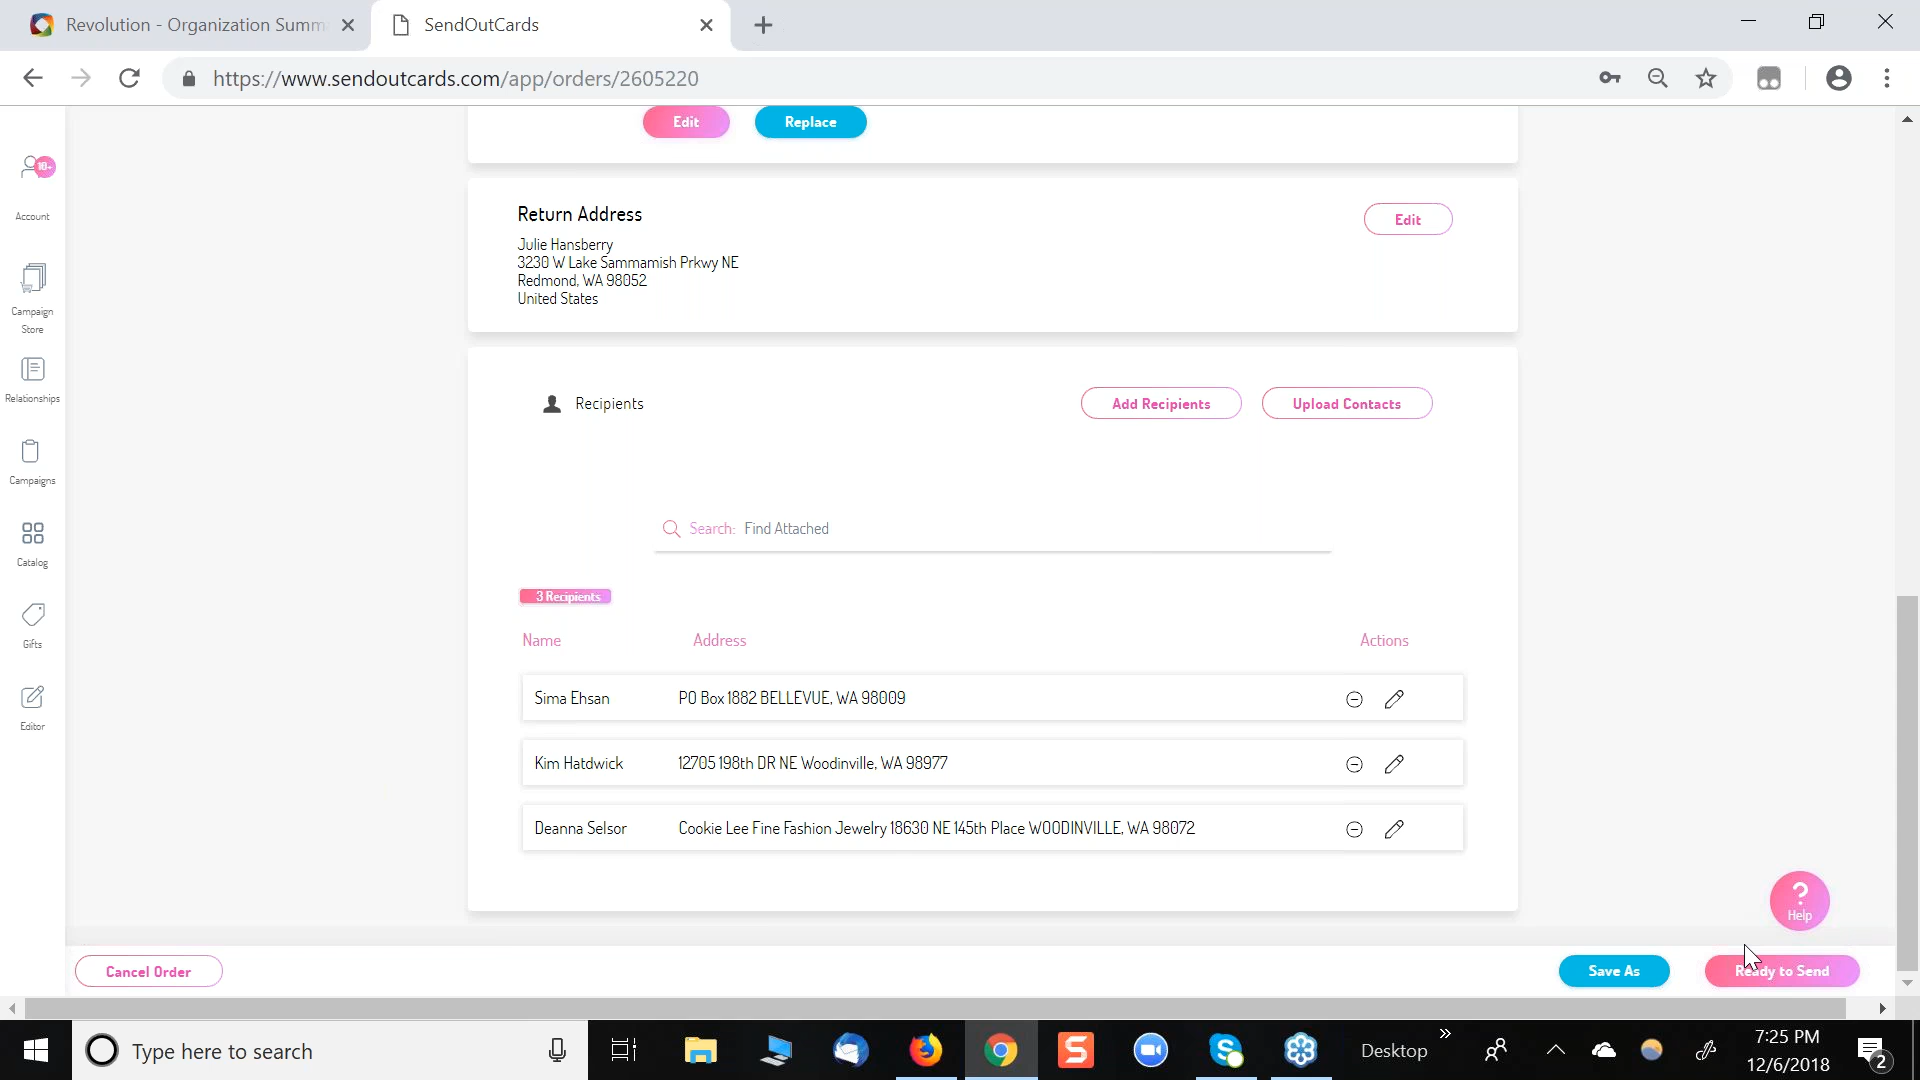 Revolution - Organization Summ
SendOutCards
https://www.sendoutcards.com/app/orders/2605220
Edit
Replace
18+
Account
Campaign
Store
Relationships
Campaigns
Catalog
Gifts
Editor
Return Address
Edit
Julie Hansberry
3230 W Lake Sammamish Prkwy NE
Redmond, WA 98052
United States
Recipients
Add Recipients
Upload Contacts
Search: Find Attached
3 Recipients
Name Address Actions
Sima Ehsan PO Box 1882 BELLEVUE, WA 98009
Kim Hatdwick 12705 198th DR NE Woodinville, WA 98977
Deanna Selsor Cookie Lee Fine Fashion Jewelry 18630 NE 145th Place WOODINVILLE, WA 98072
?
Help
Cancel Order
Save As
Ready to Send
Type here to search
S
Desktop
»
7:25 PM
12/6/2018
2